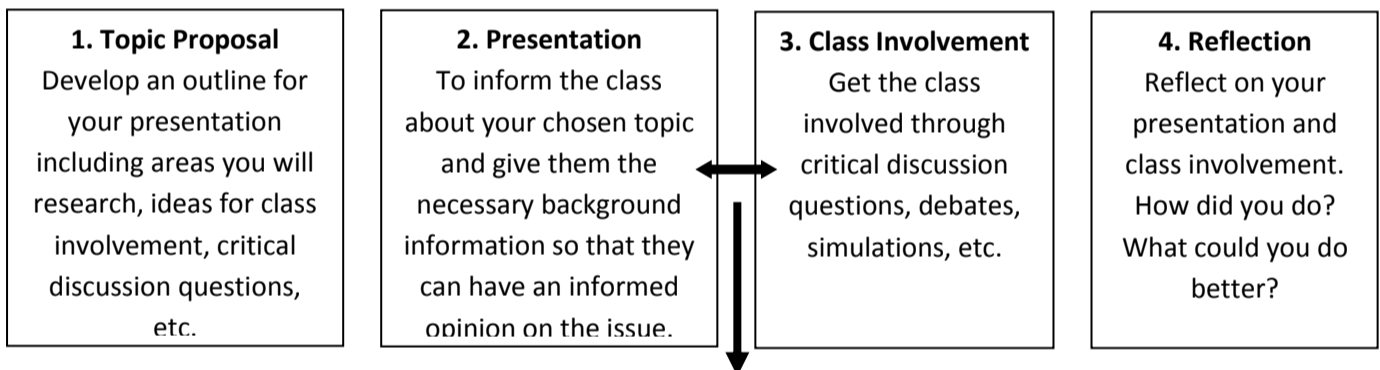 1. Topic Proposal
Develop an outline for
your presentation
including areas you will
research, ideas for class
involvement, critical
discussion questions,
etc.
2. Presentation
To inform the class
about your chosen topic
and give them the
necessary background
information so that they
can have an informed
opinion on the issue.
3. Class Involvement
Get the class
involved through
critical discussion
questions, debates,
simulations, etc.
4. Reflection
Reflect on your
presentation and
class involvement.
How did you do?
What could you do
better?